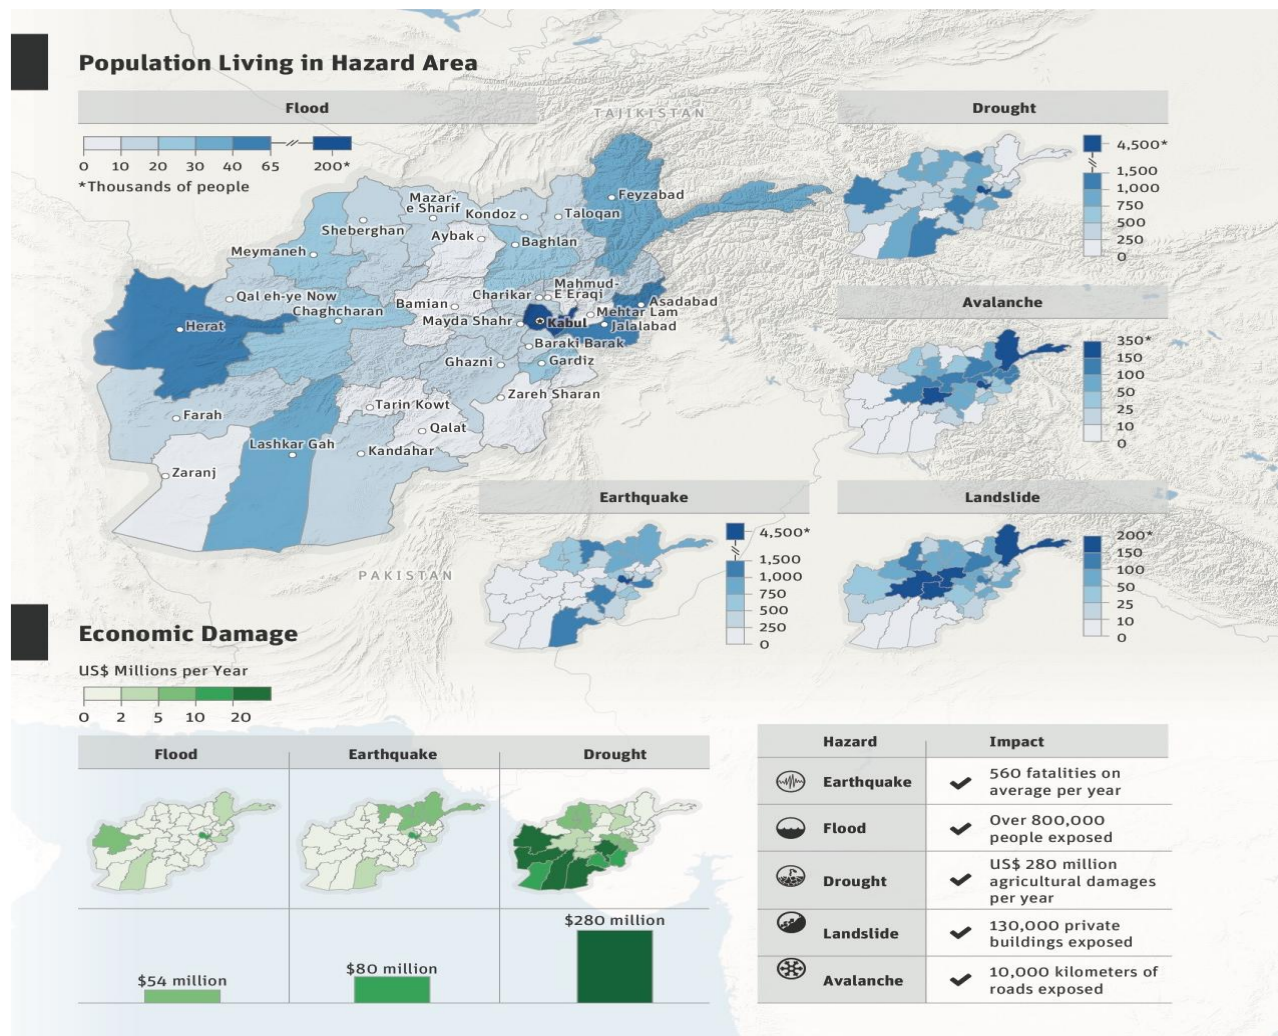 Population Living in Hazard Area
Flood
0 10 20 30 40 65 200*
*Thousands of people
TAJIKISTAN
Feyzabad
Mazar-
e Sharif
Kondoz
Taloqan
Sheberghan
Aybak
Baghlan
Meymaneh
Qal eh-ye Now
Chaghcharan
Bamian
Charikar
Mahmud-
E Eraqi
Asadabad
Mehtar Lam
Herat
Mayda Shahr
Kabul
Jalalabad
Baraki Barak
Ghazni
Gardiz
Zareh Sharan
Tarin Kowt
Farah
Qalat
Lashkar Gah
Kandahar
Zaranj
PAKISTAN
Drought
4,500*
1,500
1,000
750
500
250
0
Avalanche
350*
150
100
50
25
10
0
Earthquake
4,500*
1,500
1,000
750
500
250
0
Landslide
200*
150
100
50
25
10
0
Economic Damage
US$ Millions per Year
0 2 5 10 20
Flood Earthquake Drought
$54 million
$80 million
$280 million
Hazard Impact
Earthquake 560 fatalities on
average per year
Flood Over 800,000
people exposed
Drought US$ 280 million
agricultural damages
per year
Landslide 130,000 private
buildings exposed
Avalanche 10,000 kilometers of
roads exposed